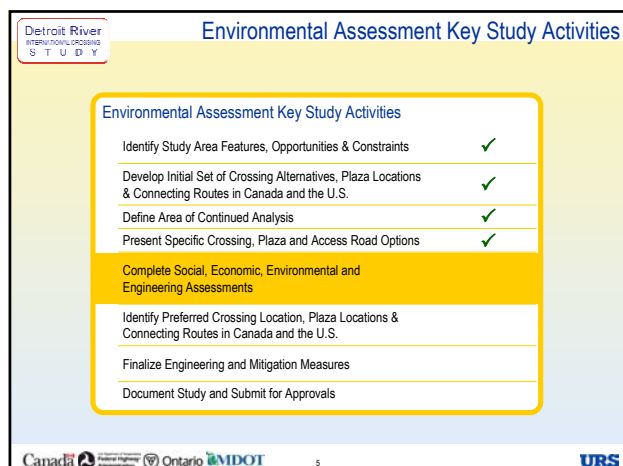 Detroit River
INTERNATIONAL CROSSING
S T U D Y
Environmental Assessment Key Study Activities
Environmental Assessment Key Study Activities
Identify Study Area Features, Opportunities & Constraints ✓
Develop Initial Set of Crossing Alternatives, Plaza Locations
& Connecting Routes in Canada and the U.S. ✓
Define Area of Continued Analysis ✓
Present Specific Crossing, Plaza and Access Road Options ✓
Complete Social, Economic, Environmental and
Engineering Assessments
Identify Preferred Crossing Location, Plaza Locations &
Connecting Routes in Canada and the U.S.
Finalize Engineering and Mitigation Measures
Document Study and Submit for Approvals
Canada Federal Highway Ontario MDOT 5 URS